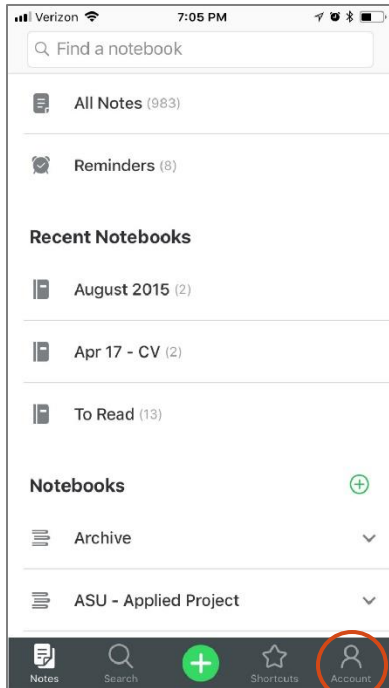 Verizon 7:05 PM
Find a notebook
All Notes (983)
Reminders (8)
Recent Notebooks
August 2015 (2)
Apr 17 - CV (2)
To Read (13)
Notebooks
Archive
ASU - Applied Project
Notes Search Shortcuts Account